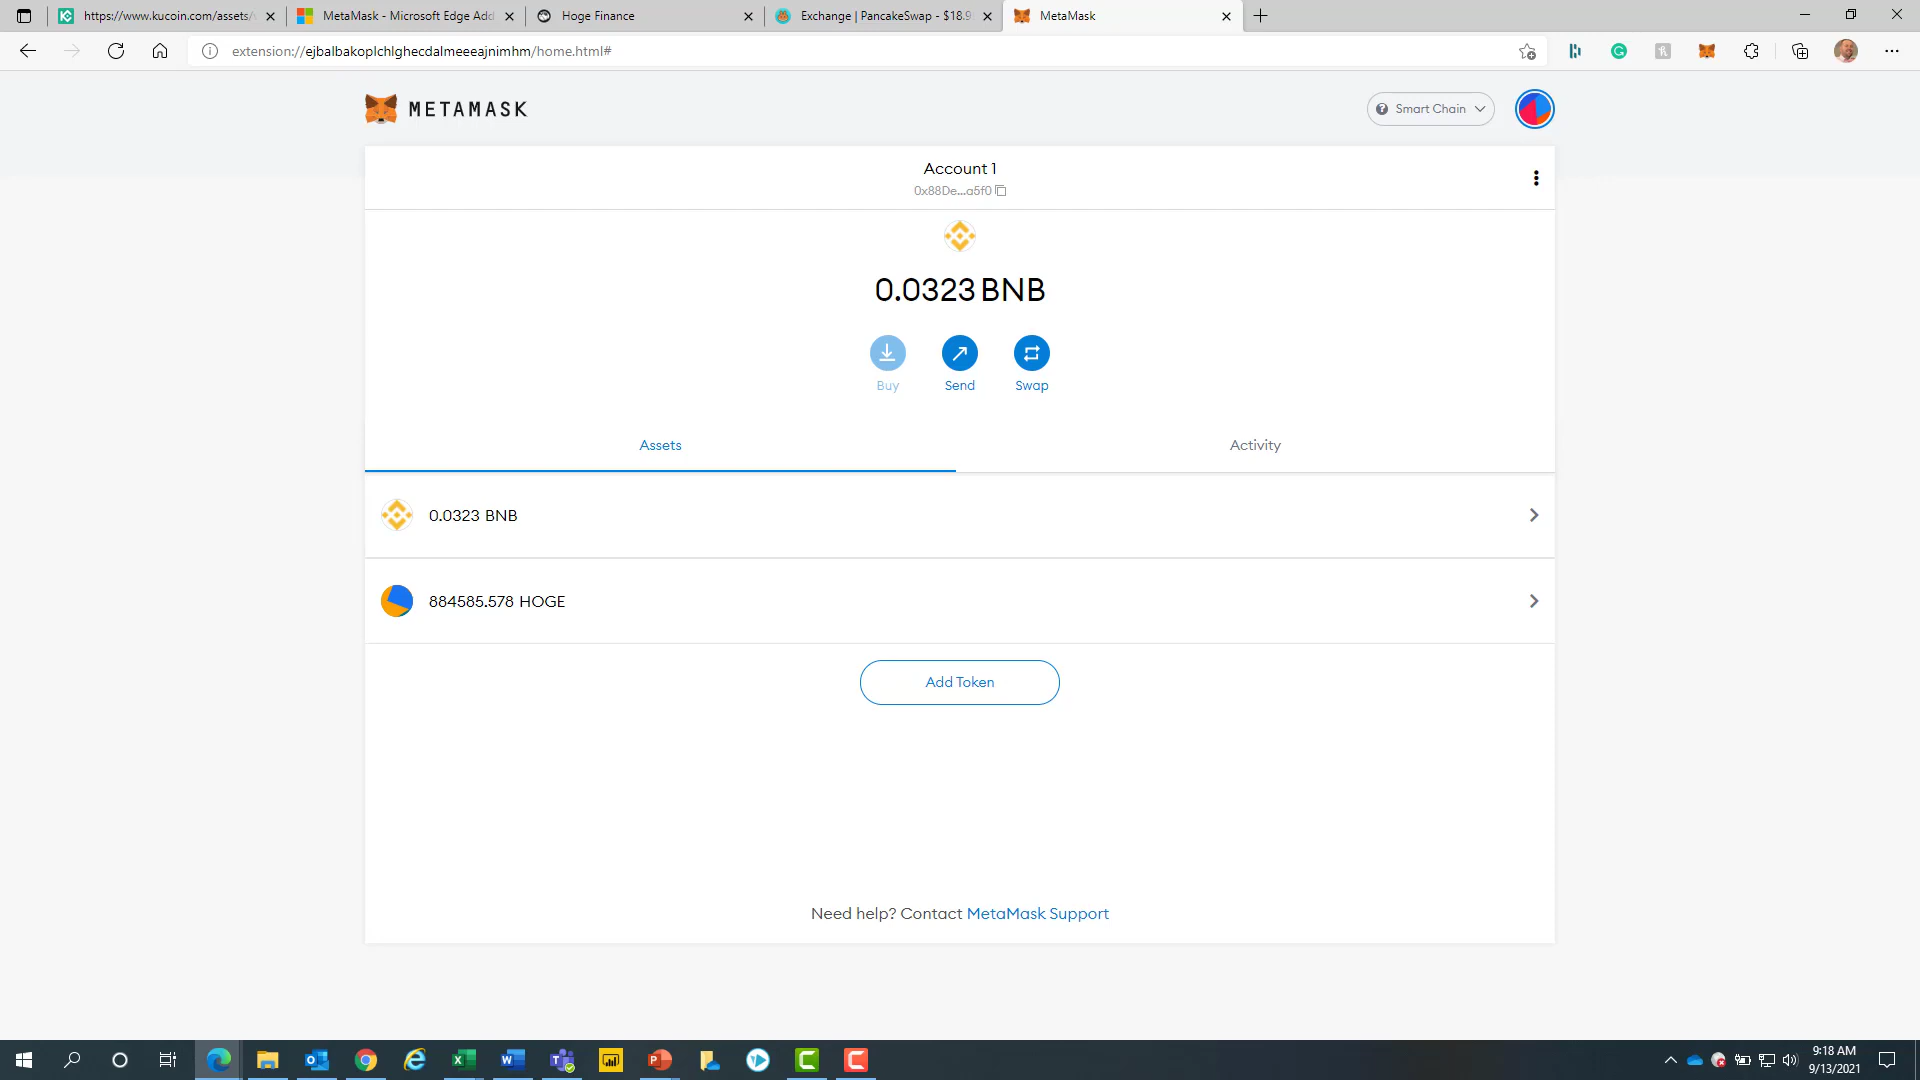 https://www.kucoin.com/assets/
MetaMask - Microsoft Edge Add
Hoge Finance
Exchange | PancakeSwap - $18.9
MetaMask
extension://ejbalbakoplchlghecdalmeeeajnimhm/home.html#
METAMASK
Smart Chain
Account 1
0x88De...a5f0
0.0323 BNB
Buy
Send
Swap
Assets
Activity
0.0323 BNB
884585.578 HOGE
Add Token
Need help? Contact MetaMask Support
9:18 AM
9/13/2021